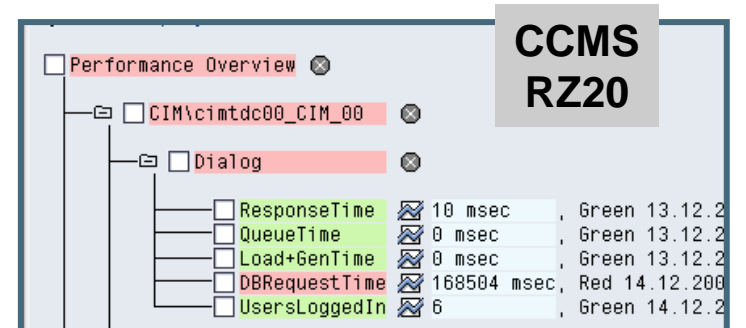 CCMS
RZ20
Performance Overview
CIM\cimtdc00_CIM_00
Dialog
ResponseTime 10 msec , Green 13.12.2
QueueTime 0 msec , Green 13.12.2
Load+GenTime 0 msec , Green 13.12.2
DBRequestTime 168504 msec, Red 14.12.200
UsersLoggedIn 6 , Green 14.12.2